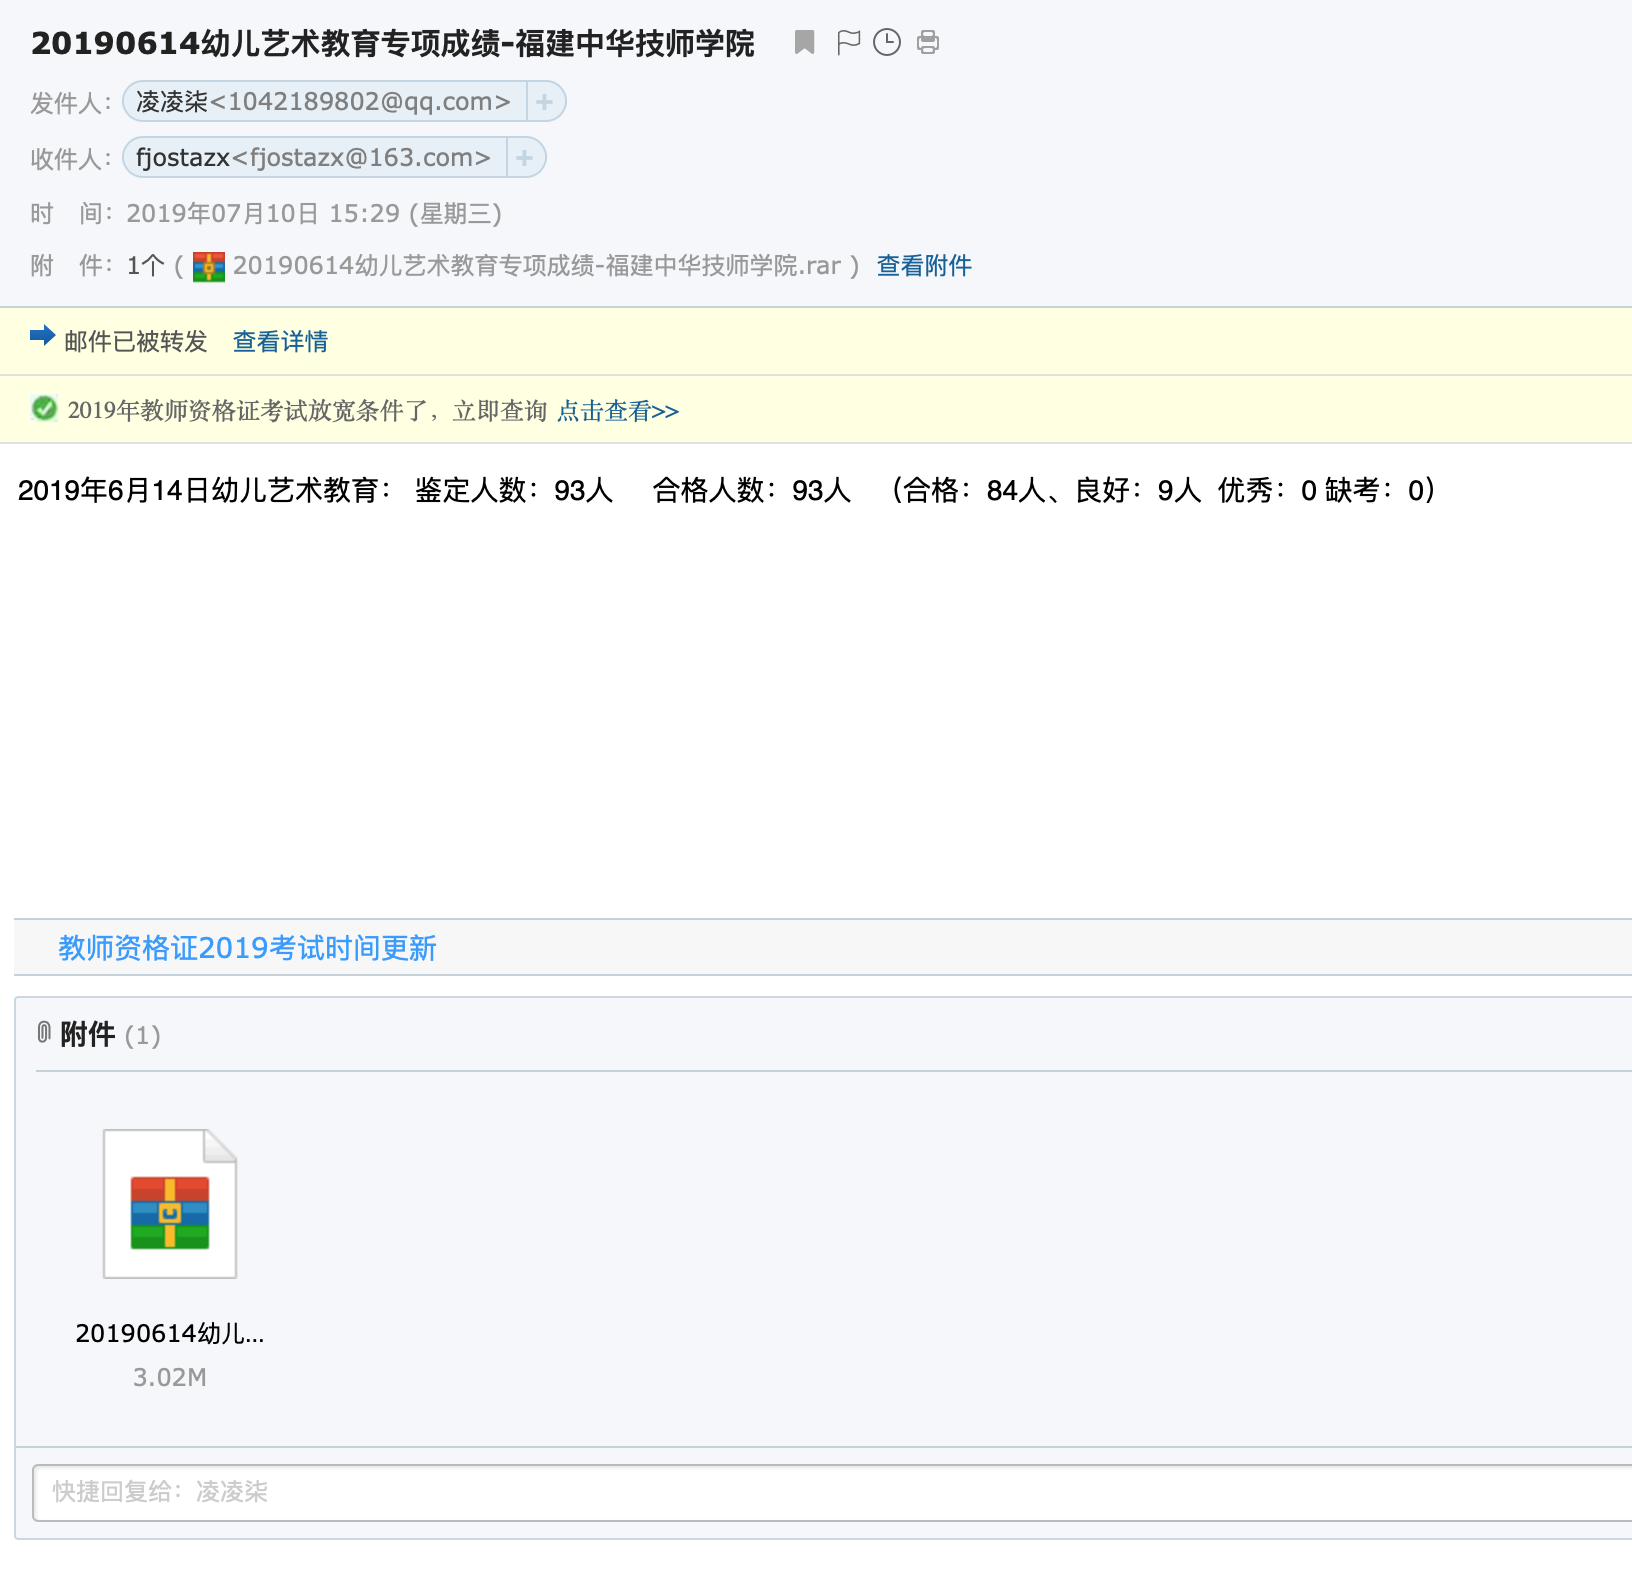 20190614幼儿艺术教育专项成绩-福建中华技师学院
发件人：凌凌柒<1042189802@qq.com> +
收件人：fjostazx<fjostazx@163.com> +
时 间：2019年07月10日 15:29 (星期三)
附 件：1个 ( 20190614幼儿艺术教育专项成绩-福建中华技师学院.rar ) 查看附件
邮件已被转发 查看详情
2019年教师资格证考试放宽条件了，立即查询 点击查看>>
2019年6月14日幼儿艺术教育： 鉴定人数：93人 合格人数：93人 （合格：84人、良好：9人 优秀：0 缺考：0）
教师资格证2019考试时间更新
附件 (1)
20190614幼儿...
3.02M
快捷回复给：凌凌柒